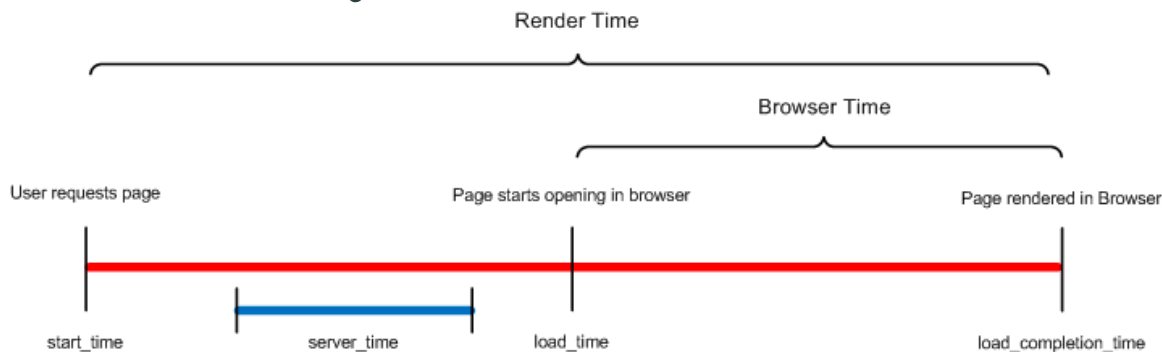 Render Time
Browser Time
User requests page
Page starts opening in browser
Page rendered in Browser
start_time
server_time
load_time
load_completion_time